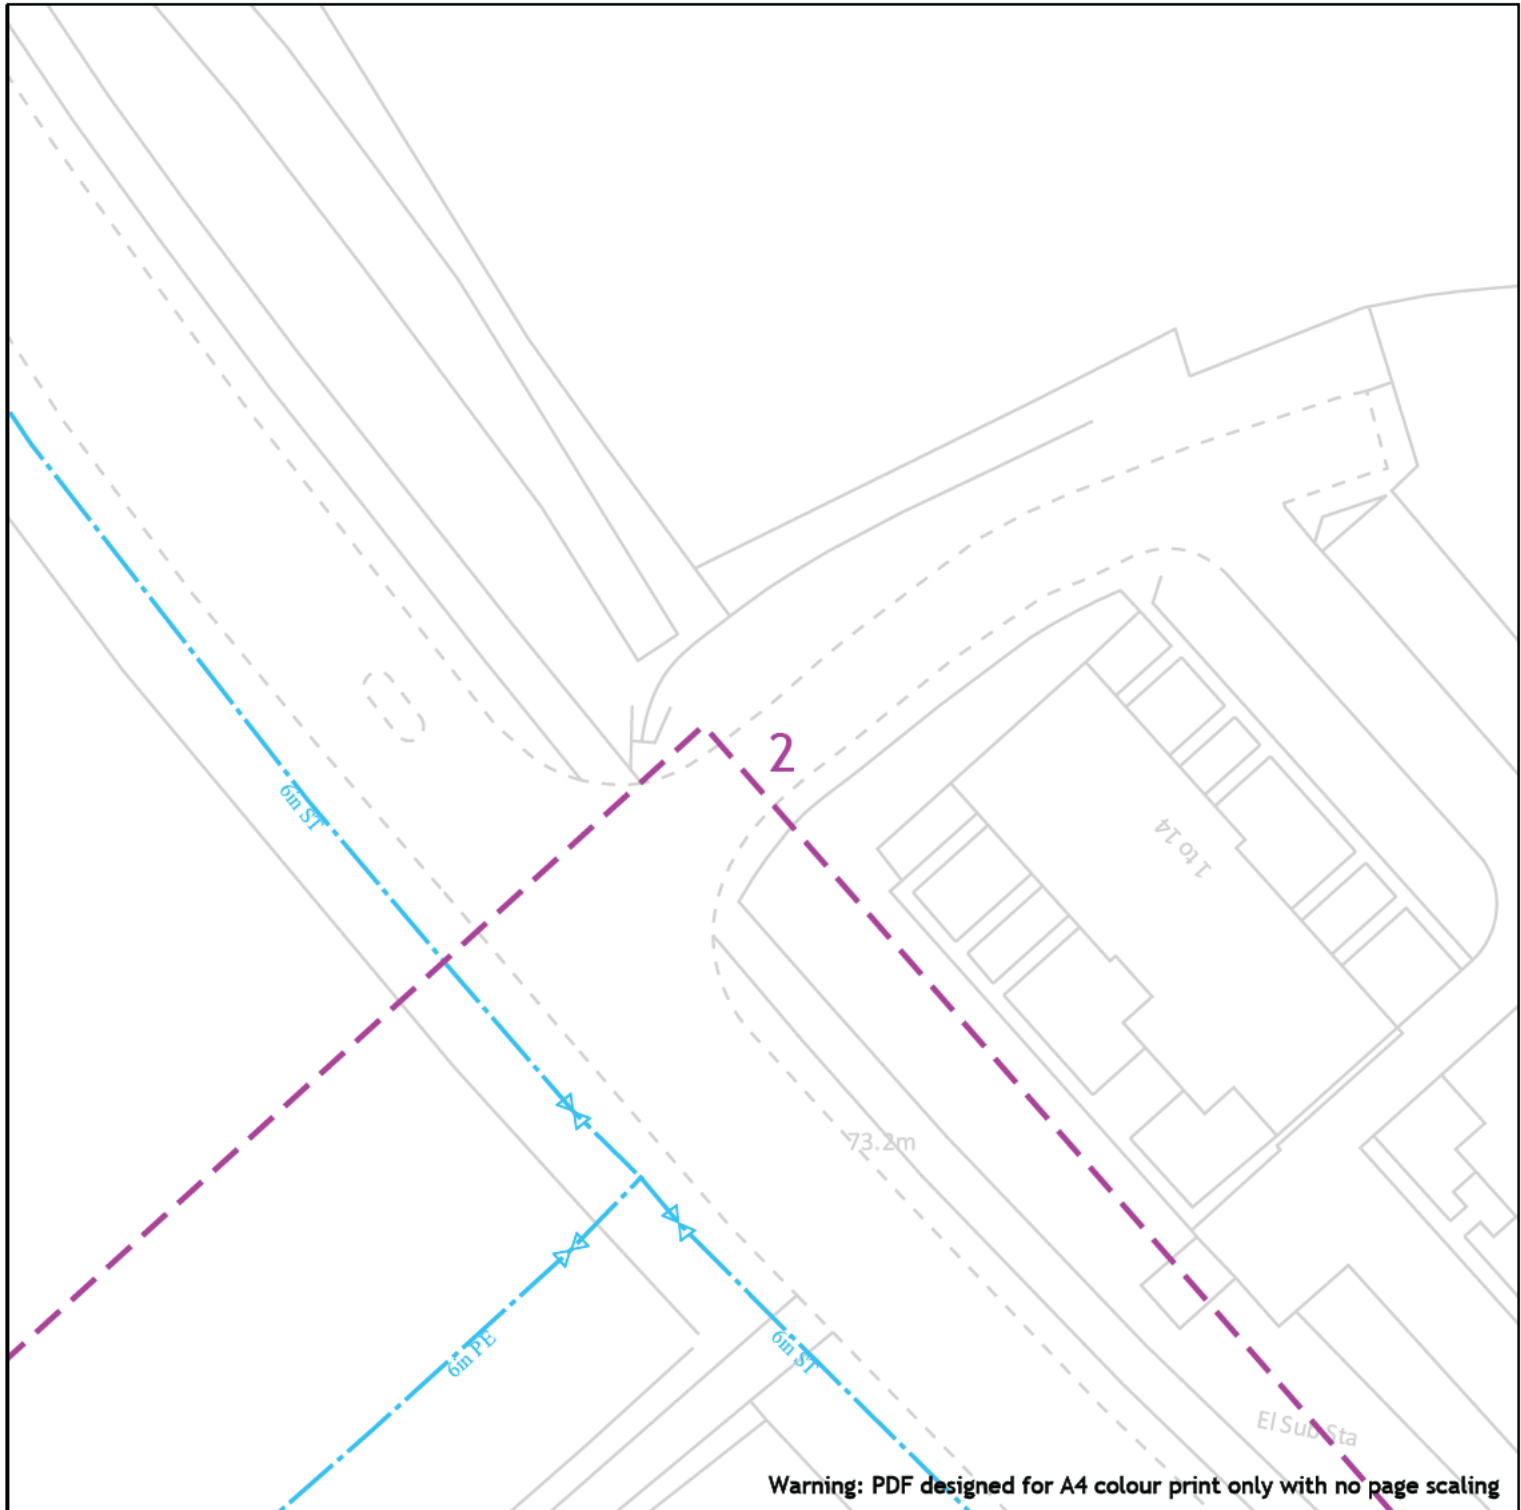 2
6in ST
1 to 14
73.2m
6in PE
6in ST
El Sub Sta
Warning: PDF designed for A4 colour print only with no page scaling